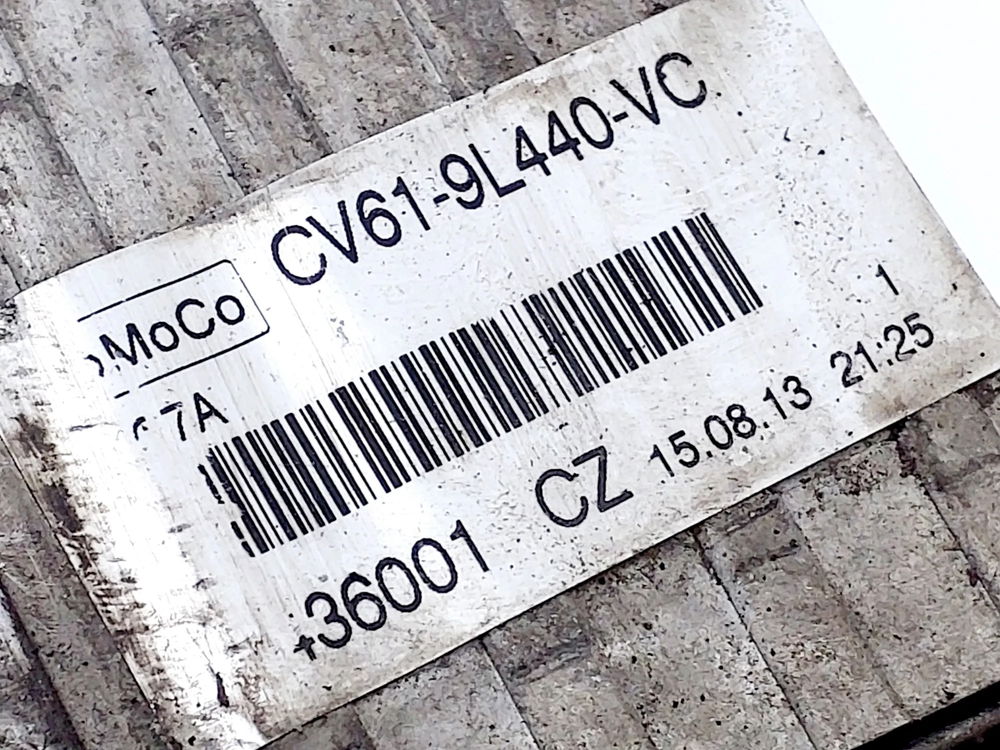 CV61-9L440-VC
MoCo
7A
1
36001 CZ 15.08.13 21:25